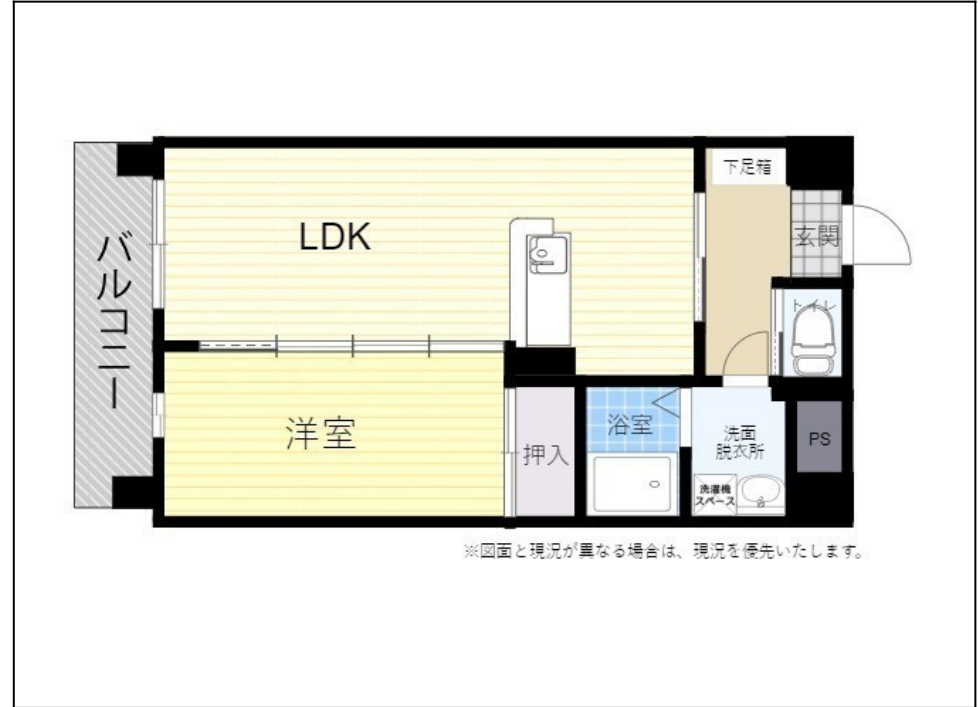 下足箱
LDK
玄関
バルコニー
トイレ
洋室
押入
浴室
洗面
脱衣所
PS
洗濯機
スペース
※図面と現況が異なる場合は、現況を優先いたします。